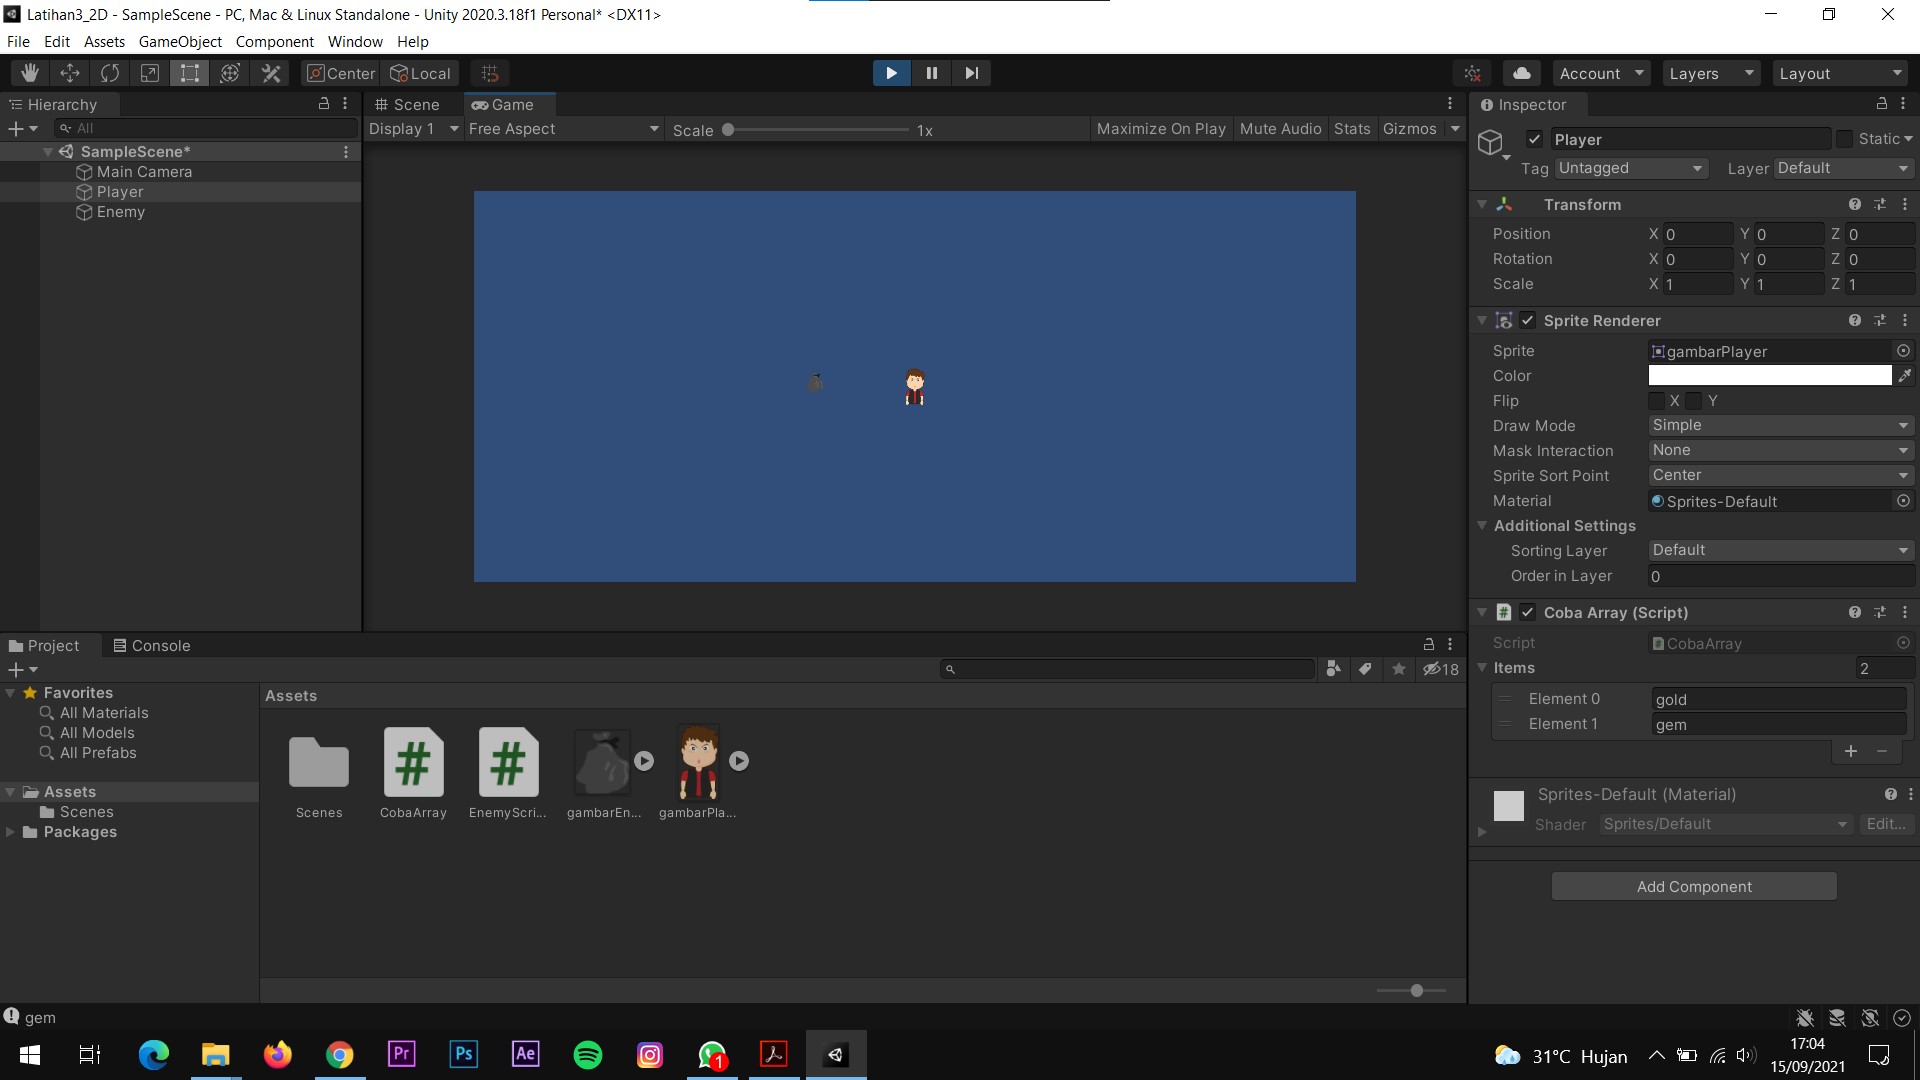 Latihan3_2D - SampleScene - PC, Mac & Linux Standalone - Unity 2020.3.18f1 Personal* <DX11>
File Edit Assets GameObject Component Window Help
Center Local Account Layers Layout
Hierarchy
All
SampleScene*
Main Camera
Player
Enemy
Scene Game
Display 1 Free Aspect Scale 1x Maximize On Play Mute Audio Stats Gizmos
Inspector
Player Static
Tag Untagged Layer Default
Transform
Position X 0 Y 0 Z 0
Rotation X 0 Y 0 Z 0
Scale X 1 Y 1 Z 1
Sprite Renderer
Sprite gambarPlayer
Color
Flip X Y
Draw Mode Simple
Mask Interaction None
Sprite Sort Point Center
Material Sprites-Default
Additional Settings
Sorting Layer Default
Order in Layer 0
Coba Array (Script)
Script CobaArray
Items 2
Element 0 gold
Element 1 gem
Sprites-Default (Material)
Shader Sprites/Default Edit...
Add Component
Project Console
18
Favorites
All Materials
All Models
All Prefabs
Assets
Scenes
Packages
Assets
Scenes CobaArray EnemyScri... gambarEn... gambarPla...
gem
Pr Ps Ae 1
31°C Hujan
17:04
15/09/2021